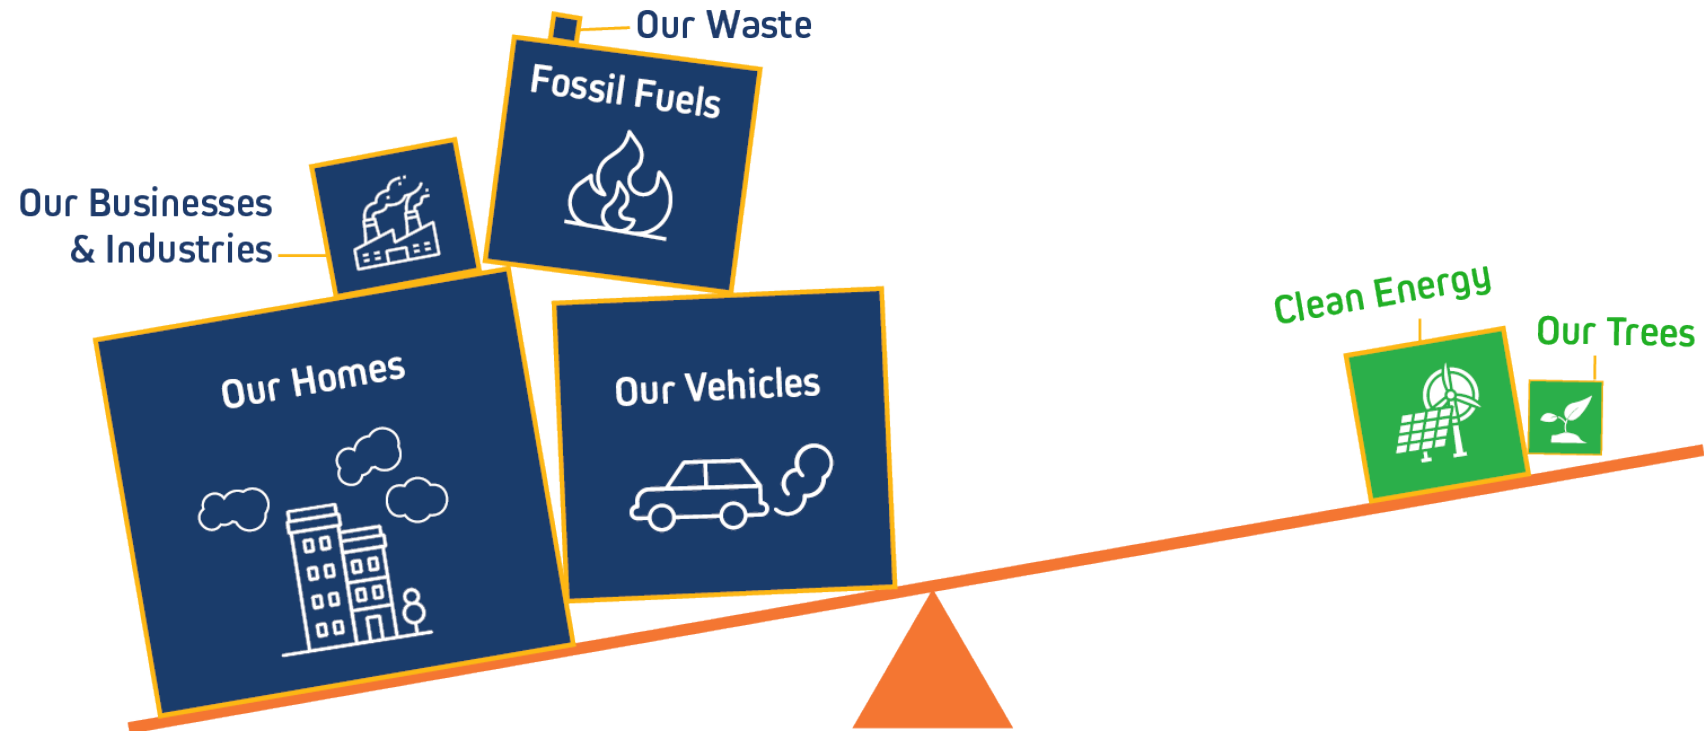 Our Waste
Fossil Fuels
Our Businesses
& Industries
Our Homes
Our Vehicles
Clean Energy
Our Trees